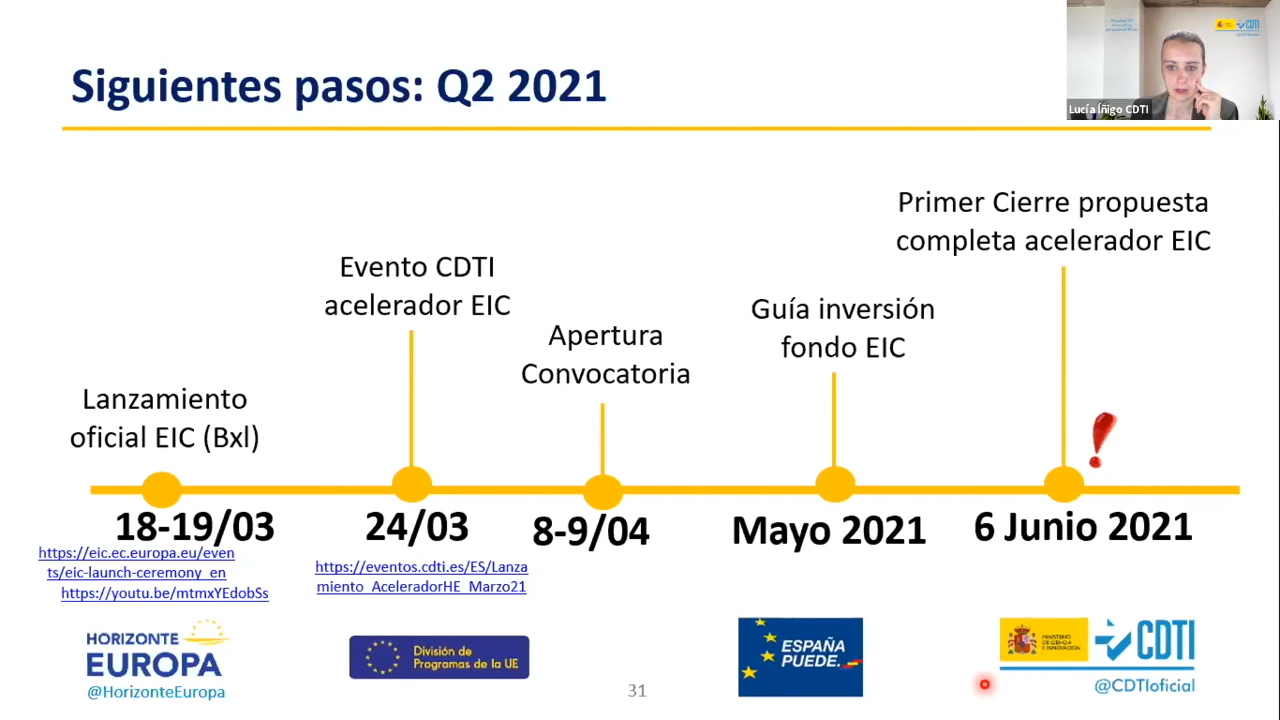 Siguientes pasos: Q2 2021
CDTI
Lucía Íñigo CDTI
Primer Cierre propuesta
completa acelerador EIC
Evento CDTI
acelerador EIC
Apertura
Convocatoria
Guía inversión
fondo EIC
Lanzamiento
oficial EIC (Bxl)
18-19/03
24/03
8-9/04
Mayo 2021
6 Junio 2021
https://eic.ec.europa.eu/even
ts/eic-launch-ceremony_en
https://youtu.be/mtmxYEdobSs
https://eventos.cdti.es/ES/Lanza
miento_AceleradorHE_Marzo21
HORIZONTE
EUROPA
@HorizonteEuropa
División de
Programas de la UE
31
ESPAÑA
PUEDE.
MINISTERIO
DE CIENCIA
E INNOVACIÓN
CDTI
@CDTIoficial